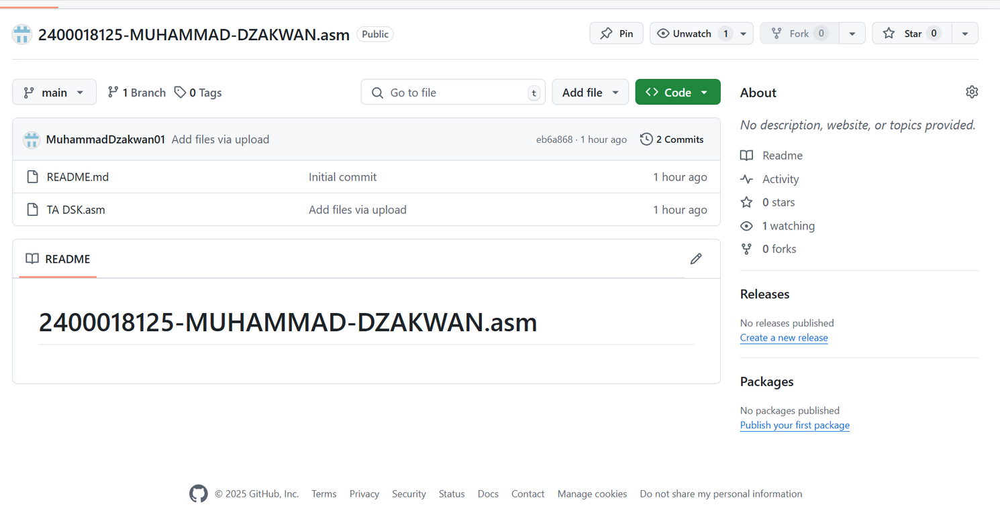 2400018125-MUHAMMAD-DZAKWAN.asm Public Pin Unwatch 1 Fork 0 Star 0
main 1 Branch 0 Tags Go to file t Add file Code
MuhammadDzakwan01 Add files via upload eb6a868 · 1 hour ago 2 Commits
README.md Initial commit 1 hour ago
TA DSK.asm Add files via upload 1 hour ago
README
2400018125-MUHAMMAD-DZAKWAN.asm
About
No description, website, or topics provided.
Readme
Activity
0 stars
1 watching
0 forks
Releases
No releases published
Create a new release
Packages
No packages published
Publish your first package
© 2025 GitHub, Inc. Terms Privacy Security Status Docs Contact Manage cookies Do not share my personal information